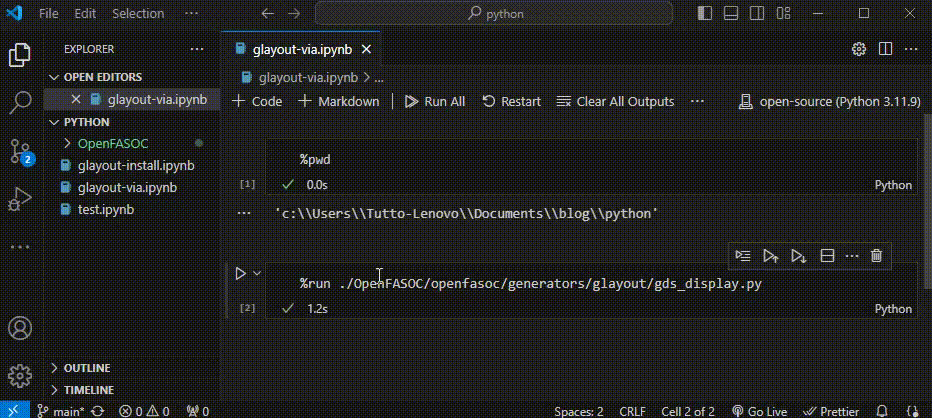 File Edit Selection ··· python
EXPLORER ···
glayout-via.ipynb
OPEN EDITORS
glayout-via.ipynb
glayout-via.ipynb > ...
+ Code + Markdown Run All Restart Clear All Outputs ··· open-source (Python 3.11.9)
PYTHON
OpenFASOC
glayout-install.ipynb
glayout-via.ipynb
test.ipynb
%pwd
[1] 0.0s Python
'c:\\Users\\Tutto-Lenovo\\Documents\\blog\\python'
%run ./OpenFASOC/openfasoc/generators/glayout/gds_display.py
[2] 1.2s Python
2
OUTLINE
TIMELINE
main* 0 0 0 Spaces: 2 CRLF Cell 2 of 2 Go Live Prettier